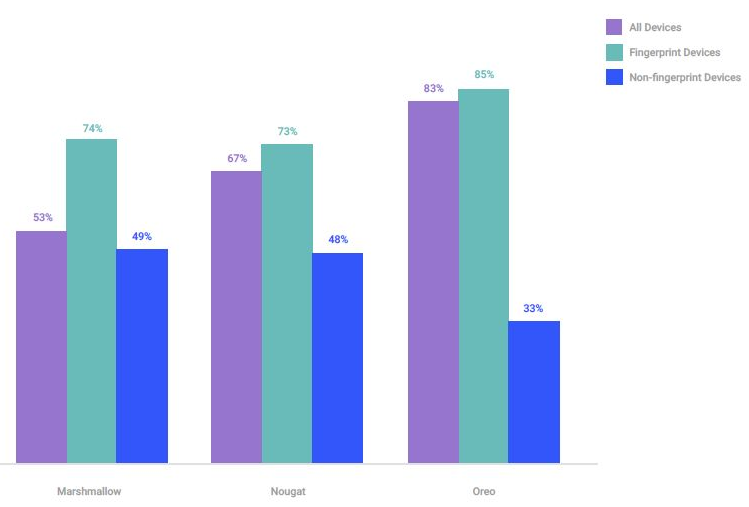 All Devices
Fingerprint Devices
Non-fingerprint Devices
53%
74%
49%
67%
73%
48%
83%
85%
33%
Marshmallow
Nougat
Oreo